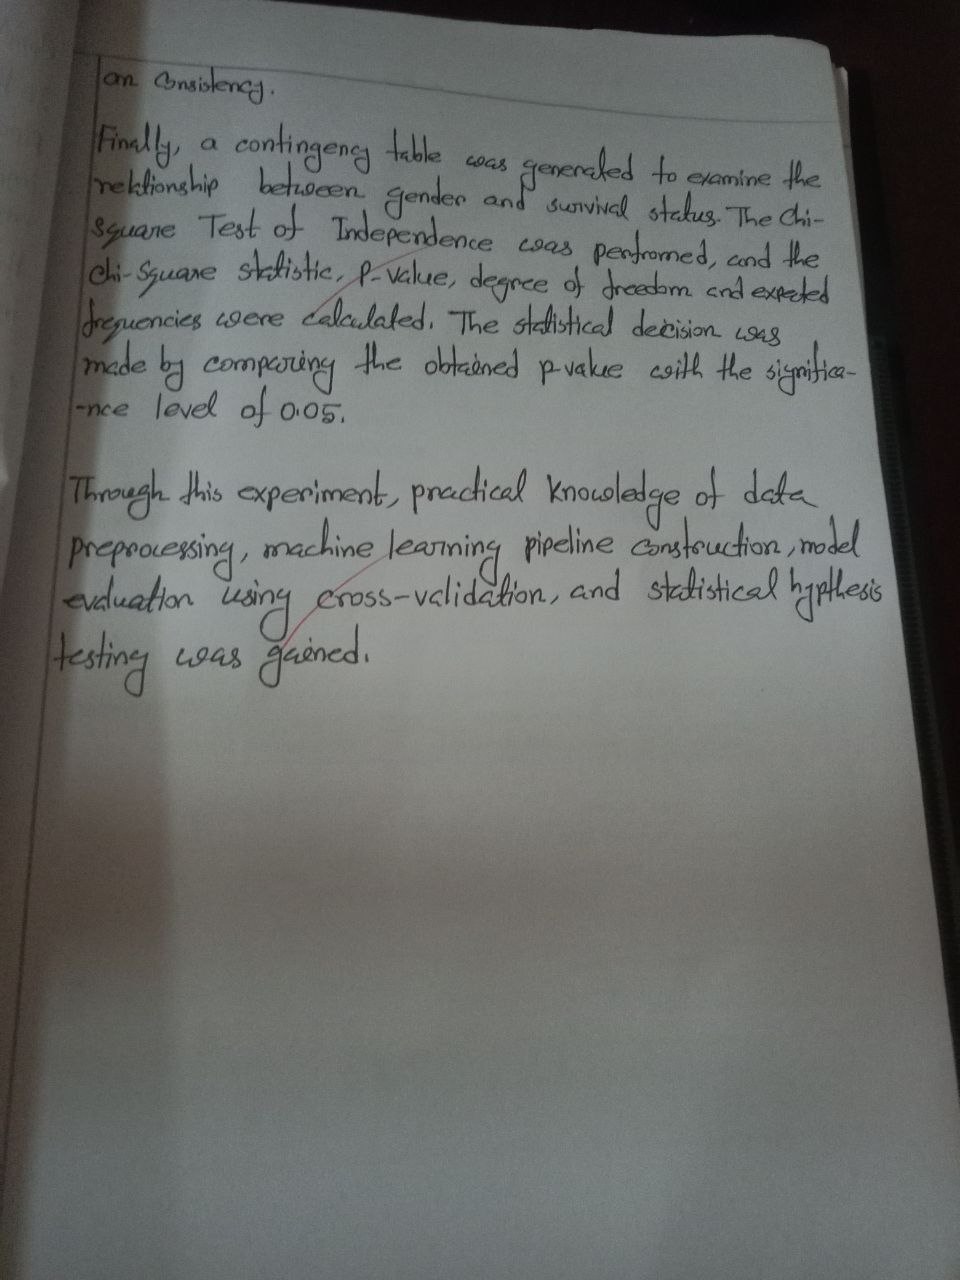 on Consistency.
Finally, a contingency table was generated to examine the
relationship between gender and survival status. The Chi-
Square Test of Independence was perfromed, and the
Chi-Square statistic, P-value, degree of freedom and expected
frequencies were calculated. The statistical decision was
made by comparing the obtained p-value with the significa-
-nce level of 0.05.
Through this experiment, practical knowledge of data
preprocessing, machine learning pipeline construction, model
evaluation using cross-validation, and statistical hypthesis
testing was gained.